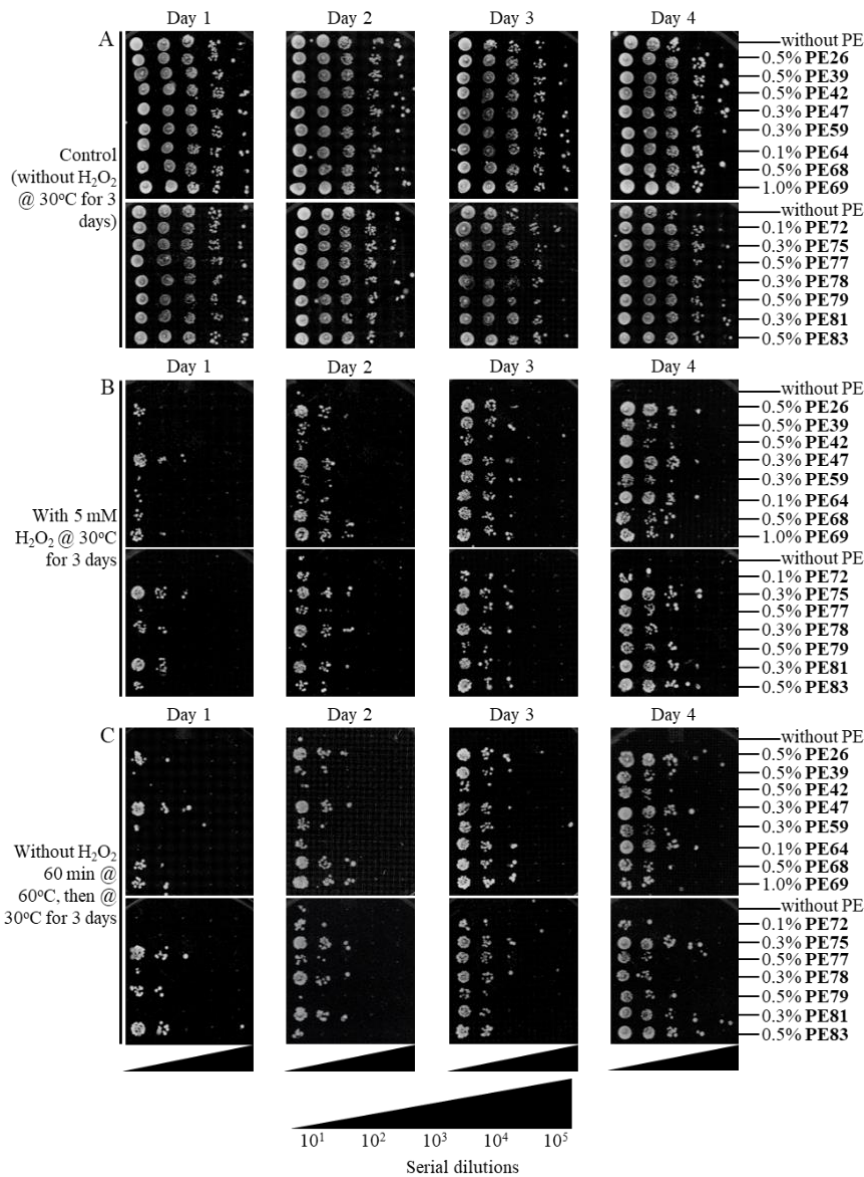 Day 1 Day 2 Day 3 Day 4
A
Control
(without H₂O₂
@ 30°C for 3
days)
without PE
0.5% PE26
0.5% PE39
0.5% PE42
0.3% PE47
0.3% PE59
0.1% PE64
0.5% PE68
1.0% PE69
without PE
0.1% PE72
0.3% PE75
0.5% PE77
0.3% PE78
0.5% PE79
0.3% PE81
0.5% PE83
Day 1 Day 2 Day 3 Day 4
B
With 5 mM
H₂O₂ @ 30°C
for 3 days
without PE
0.5% PE26
0.5% PE39
0.5% PE42
0.3% PE47
0.3% PE59
0.1% PE64
0.5% PE68
1.0% PE69
without PE
0.1% PE72
0.3% PE75
0.5% PE77
0.3% PE78
0.5% PE79
0.3% PE81
0.5% PE83
Day 1 Day 2 Day 3 Day 4
C
Without H₂O₂
60 min @
60°C, then @
30°C for 3 days
without PE
0.5% PE26
0.5% PE39
0.5% PE42
0.3% PE47
0.3% PE59
0.1% PE64
0.5% PE68
1.0% PE69
without PE
0.1% PE72
0.3% PE75
0.5% PE77
0.3% PE78
0.5% PE79
0.3% PE81
0.5% PE83
10¹ 10² 10³ 10⁴ 10⁵
Serial dilutions